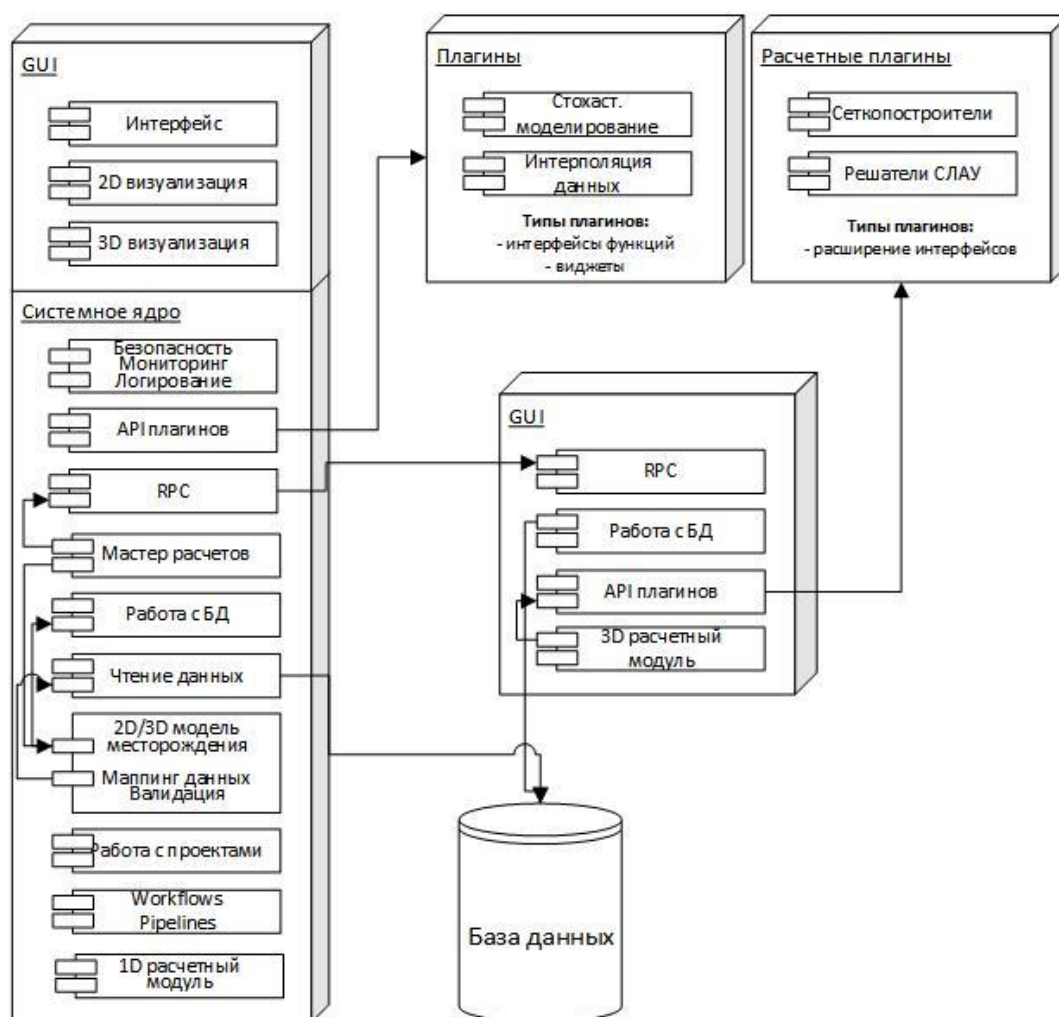 GUI
Интерфейс
2D визуализация
3D визуализация
Системное ядро
Безопасность
Мониторинг
Логирование
API плагинов
RPC
Мастер расчетов
Работа с БД
Чтение данных
2D/3D модель
месторождения
Маппинг данных
Валидация
Работа с проектами
Workflows
Pipelines
1D расчетный
модуль
Плагины
Стохаст.
моделирование
Интерполяция
данных
Типы плагинов:
- интерфейсы функций
- виджеты
Расчетные плагины
Сеткопостроители
Решатели СЛАУ
Типы плагинов:
- расширение интерфейсов
GUI
RPC
Работа с БД
API плагинов
3D расчетный
модуль
База данных